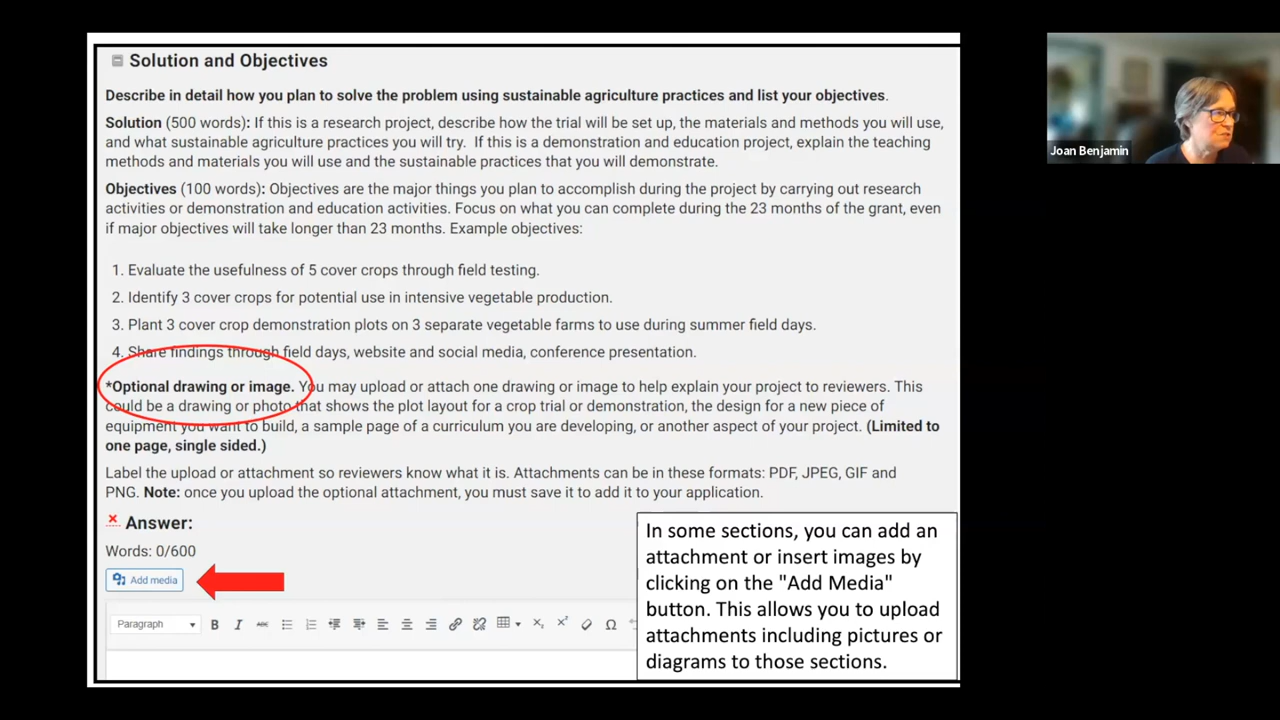 Solution and Objectives
Describe in detail how you plan to solve the problem using sustainable agriculture practices and list your objectives.
Solution (500 words): If this is a research project, describe how the trial will be set up, the materials and methods you will use,
and what sustainable agriculture practices you will try. If this is a demonstration and education project, explain the teaching
methods and materials you will use and the sustainable practices that you will demonstrate.
Objectives (100 words): Objectives are the major things you plan to accomplish during the project by carrying out research
activities or demonstration and education activities. Focus on what you can complete during the 23 months of the grant, even
if major objectives will take longer than 23 months. Example objectives:
1. Evaluate the usefulness of 5 cover crops through field testing.
2. Identify 3 cover crops for potential use in intensive vegetable production.
3. Plant 3 cover crop demonstration plots on 3 separate vegetable farms to use during summer field days.
4. Share findings through field days, website and social media, conference presentation.
*Optional drawing or image. You may upload or attach one drawing or image to help explain your project to reviewers. This
could be a drawing or photo that shows the plot layout for a crop trial or demonstration, the design for a new piece of
equipment you want to build, a sample page of a curriculum you are developing, or another aspect of your project. (Limited to
one page, single sided.)
Label the upload or attachment so reviewers know what it is. Attachments can be in these formats: PDF, JPEG, GIF and
PNG. Note: once you upload the optional attachment, you must save it to add it to your application.
Answer:
Words: 0/600
Add media
Paragraph B I ABC X₂ X² Ω
In some sections, you can add an
attachment or insert images by
clicking on the "Add Media"
button. This allows you to upload
attachments including pictures or
diagrams to those sections.
Joan Benjamin